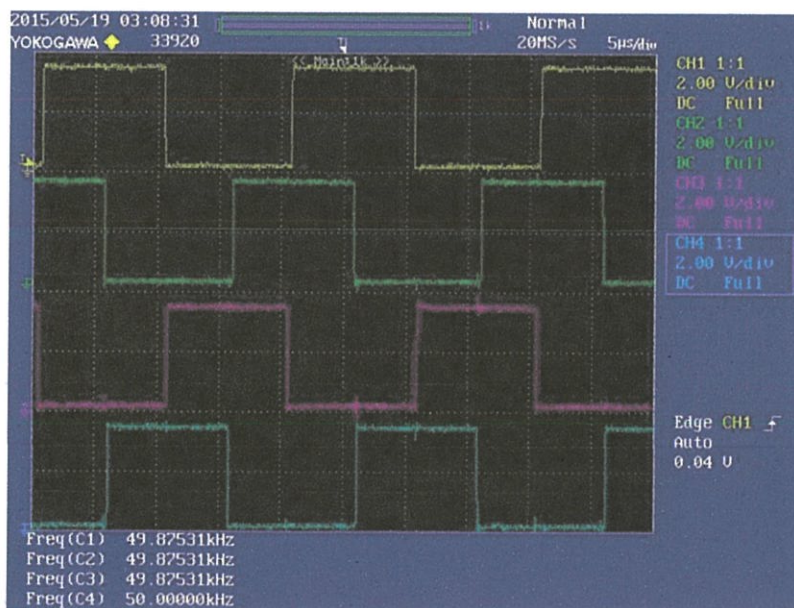 2015/05/19 03:08:31
Normal
YOKOGAWA 33920
20MS/s 5µs/div
<< Main:1k >>
CH1 1:1
2.00 V/div
DC Full
CH2 1:1
2.00 V/div
DC Full
CH3 1:1
2.00 V/div
DC Full
CH4 1:1
2.00 V/div
DC Full
Edge CH1
Auto
0.04 V
Freq(C1) 49.87531kHz
Freq(C2) 49.87531kHz
Freq(C3) 49.87531kHz
Freq(C4) 50.00000kHz